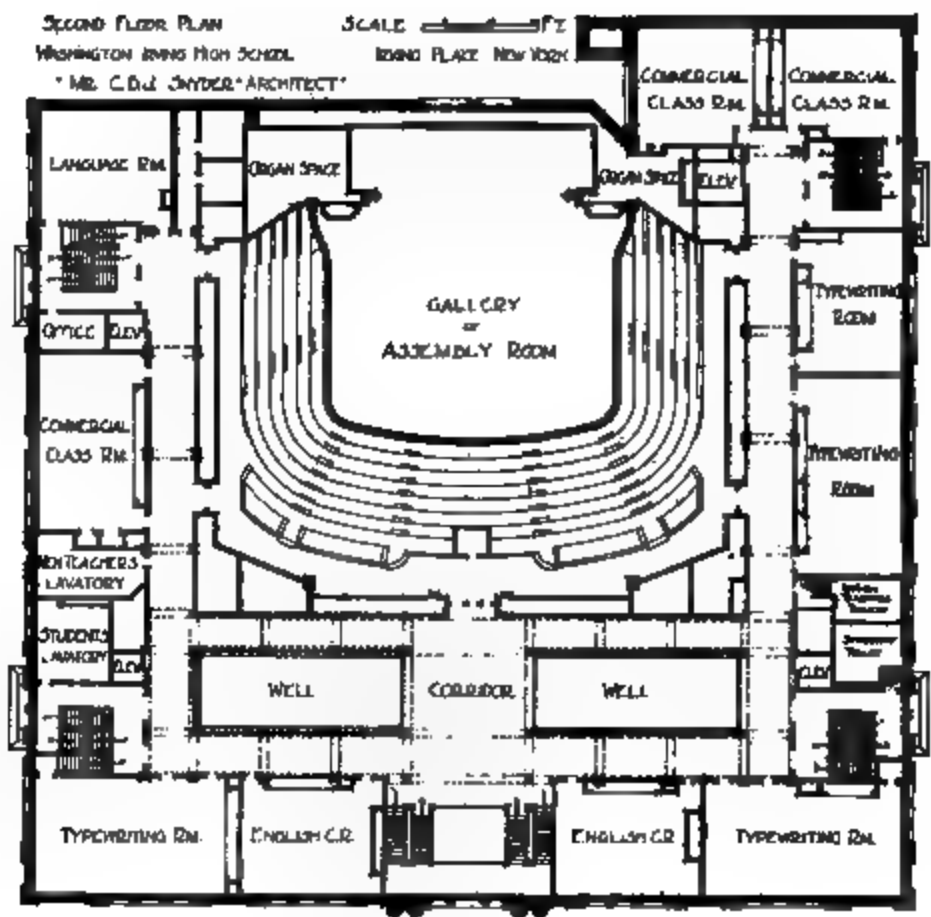 SECOND FLOOR PLAN
SCALE FT
WASHINGTON IRVING HIGH SCHOOL
IRVING PLACE NEW YORK
"MR. C.B.J. SNYDER" ARCHITECT"
COMMERCIAL
CLASS RM.
COMMERCIAL
CLASS RM.
LANGUAGE RM.
ORGAN SPACE
ORGAN SPACE
ELEV
GALLERY
OF
ASSEMBLY ROOM
TYPEWRITING
ROOM
OFFICE
ELEV
COMMERCIAL
CLASS RM.
TYPEWRITING
ROOM
MEN TEACHERS
LAVATORY
STUDENTS
LAVATORY
ELEV
TOILET
TOILET
ELEV
WELL
CORRIDOR
WELL
TYPEWRITING RM.
ENGLISH C.R.
ENGLISH C.R
TYPEWRITING RM.